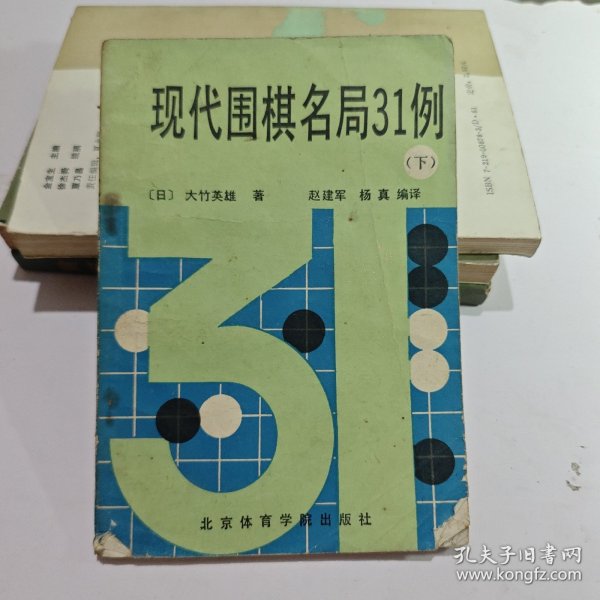 现代围棋名局31例
（下）
〔日〕 大竹英雄 著 赵建军 杨真 编译
31
北京体育学院出版社
孔夫子旧书网
www.kongfz.com